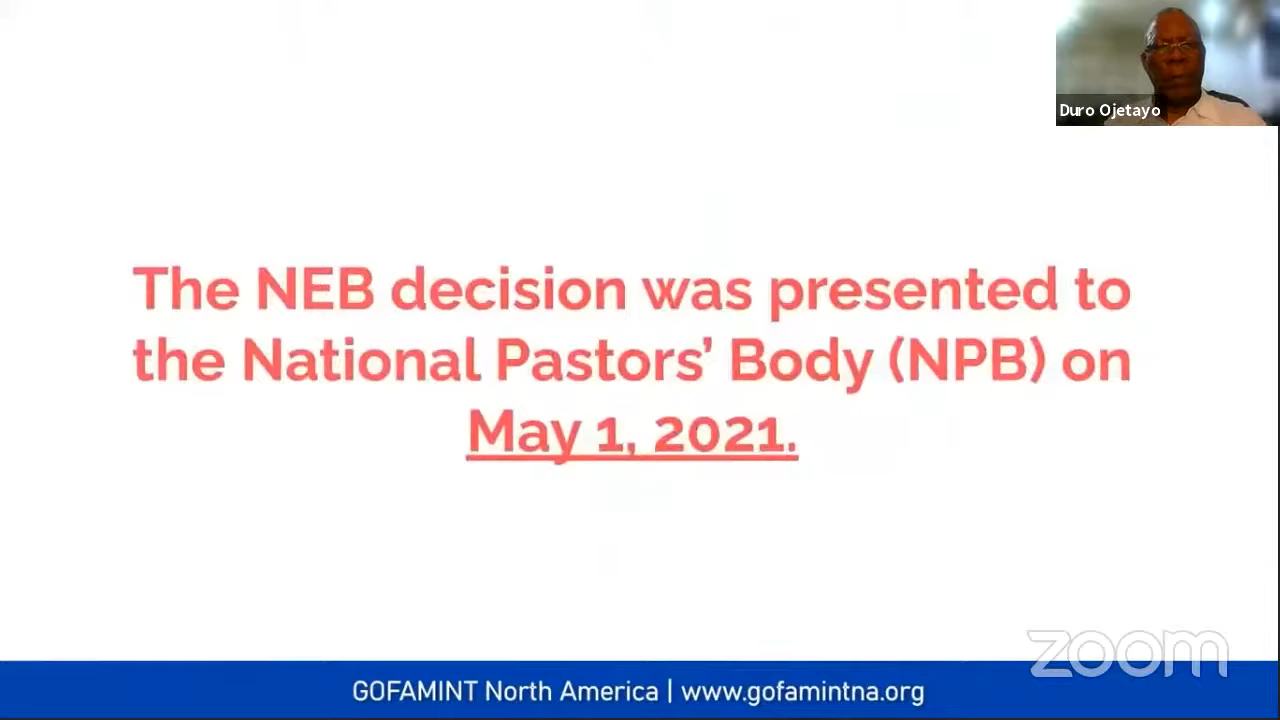 Duro Ojetayo
The NEB decision was presented to
the National Pastors’ Body (NPB) on
May 1, 2021.
zoom
GOFAMINT North America | www.gofamintna.org